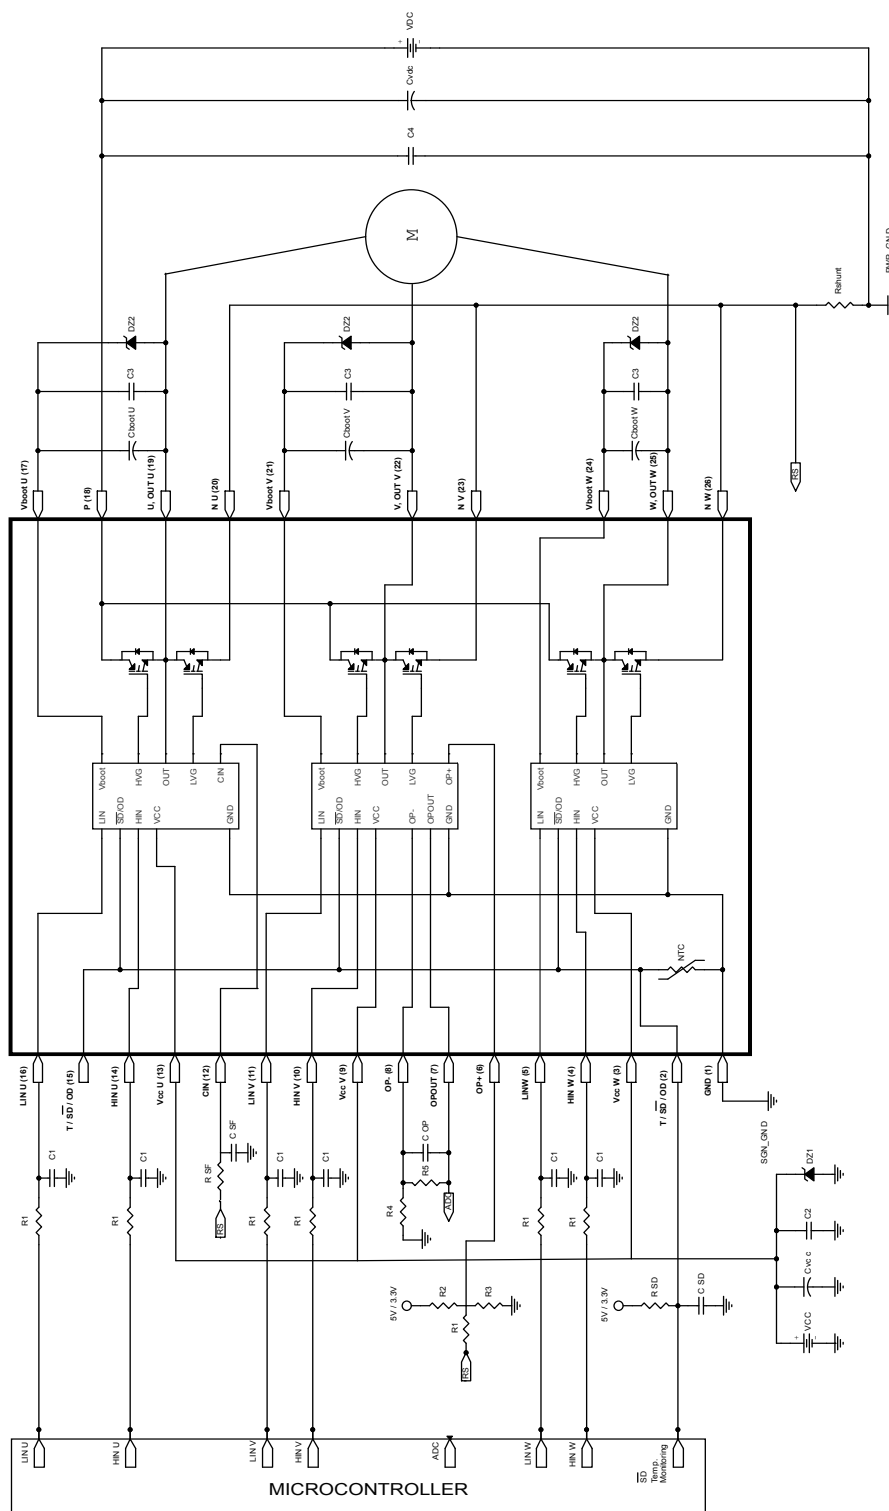 MICROCONTROLLER
LIN U
HIN U
LIN V
HIN V
ADC
LIN W
HIN W
SD
Temp.
Monitoring
R1
C1
R1
C1
RS
R SF
C SF
R1
C1
R1
C1
R4
R5
C OP
ADC
5V / 3.3V
R2
R3
R1
RS
R1
C1
R1
C1
5V / 3.3V
R SD
C SD
+
-
VCC
Cvcc
C2
DZ1
SGN_GND
LIN U (16)
T / SD / OD (15)
HIN U (14)
Vcc U (13)
CIN (12)
LIN V (11)
HIN V (10)
Vcc V (9)
OP- (8)
OPOUT (7)
OP+ (6)
LINW (5)
HIN W (4)
Vcc W (3)
T / SD / OD (2)
GND (1)
NTC
LIN
SD/OD
HIN
VCC
GND
Vboot
HVG
OUT
LVG
CIN
LIN
SD/OD
HIN
VCC
OP-
OPOUT
GND
Vboot
HVG
OUT
LVG
OP+
LIN
SD/OD
HIN
VCC
GND
Vboot
HVG
OUT
LVG
Vboot U (17)
P (18)
U, OUT U (19)
N U (20)
Vboot V (21)
V, OUT V (22)
N V (23)
Vboot W (24)
W, OUT W (25)
N W (26)
Cboot U
C3
DZ2
Cboot V
C3
DZ2
Cboot W
C3
DZ2
RS
M
C4
Cvdc
+
-
VDC
Rshunt
PWR_GND